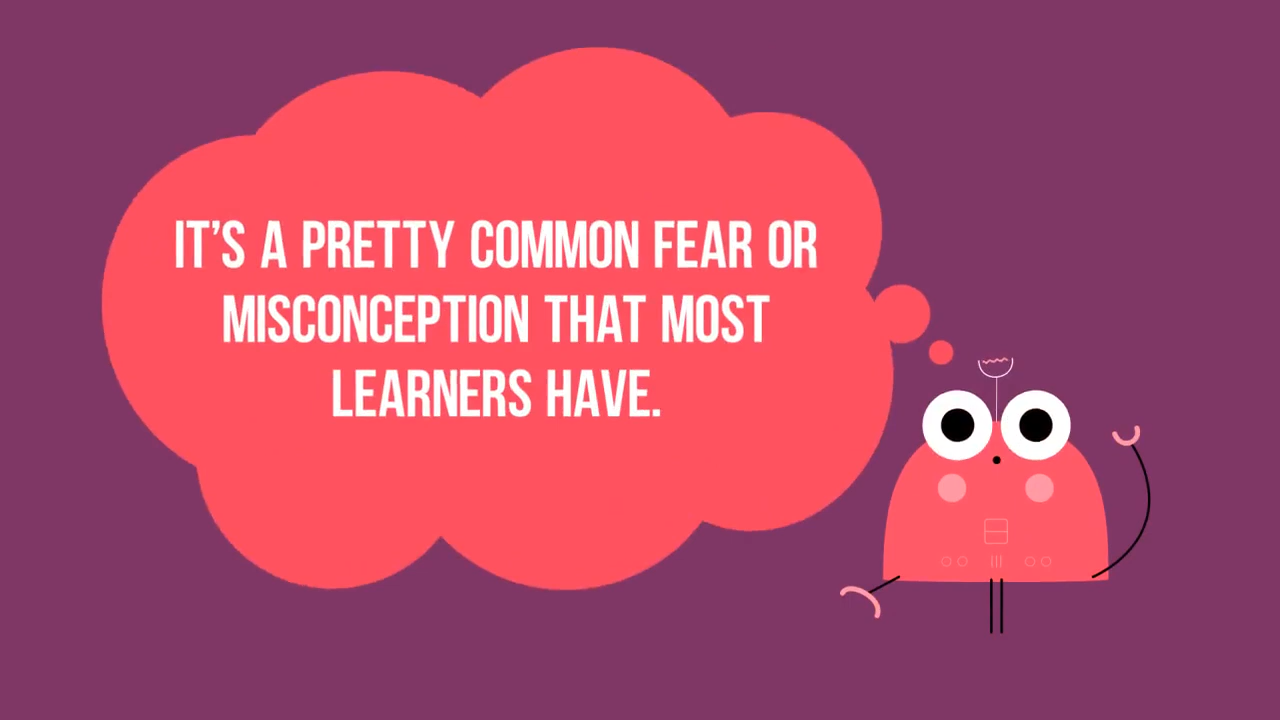 IT’S A PRETTY COMMON FEAR OR
MISCONCEPTION THAT MOST
LEARNERS HAVE.